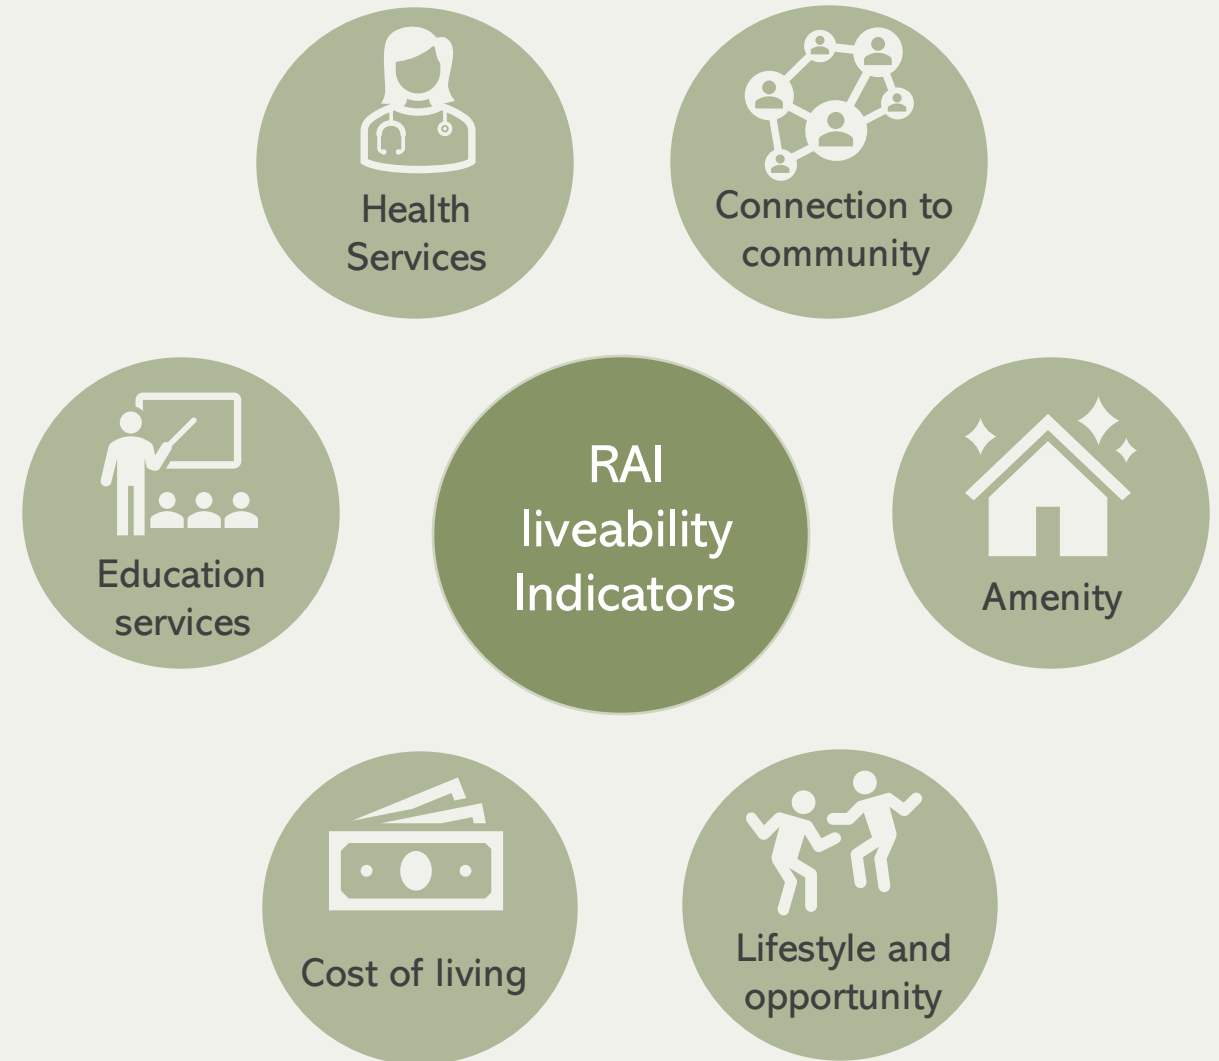 Health
Services
Connection to
community
Education
services
RAI
liveability
Indicators
Amenity
Cost of living
Lifestyle and
opportunity